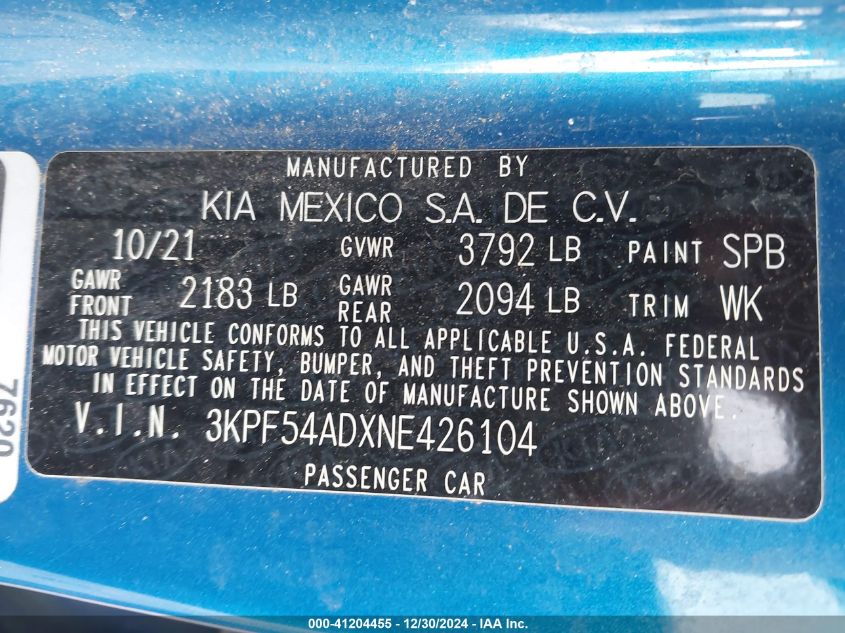 MANUFACTURED BY
KIA MEXICO S.A. DE C.V.
10/21 GVWR 3792 LB PAINT SPB
GAWR FRONT 2183 LB GAWR REAR 2094 LB TRIM WK
THIS VEHICLE CONFORMS TO ALL APPLICABLE U.S.A. FEDERAL
MOTOR VEHICLE SAFETY, BUMPER, AND THEFT PREVENTION STANDARDS
IN EFFECT ON THE DATE OF MANUFACTURE SHOWN ABOVE.
V.I.N. 3KPF54ADXNE426104
PASSENGER CAR
7620
000-41204455 - 12/30/2024 - IAA Inc.